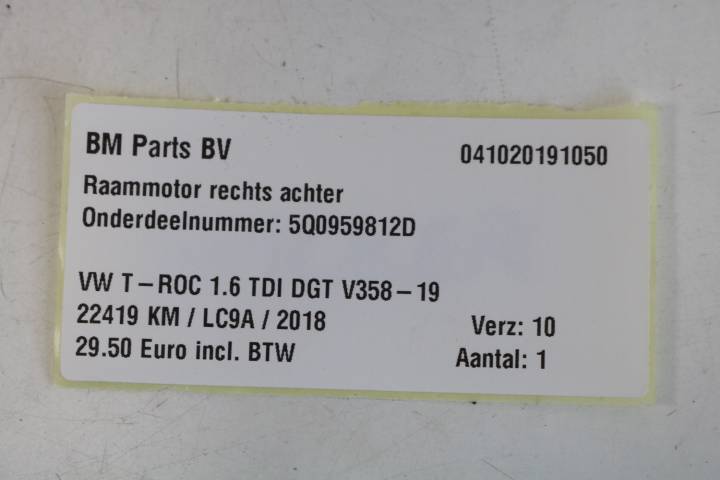 BM Parts BV 041020191050
Raammotor rechts achter
Onderdeelnummer: 5Q0959812D
VW T-ROC 1.6 TDI DGT V358-19
22419 KM / LC9A / 2018 Verz: 10
29.50 Euro incl. BTW Aantal: 1